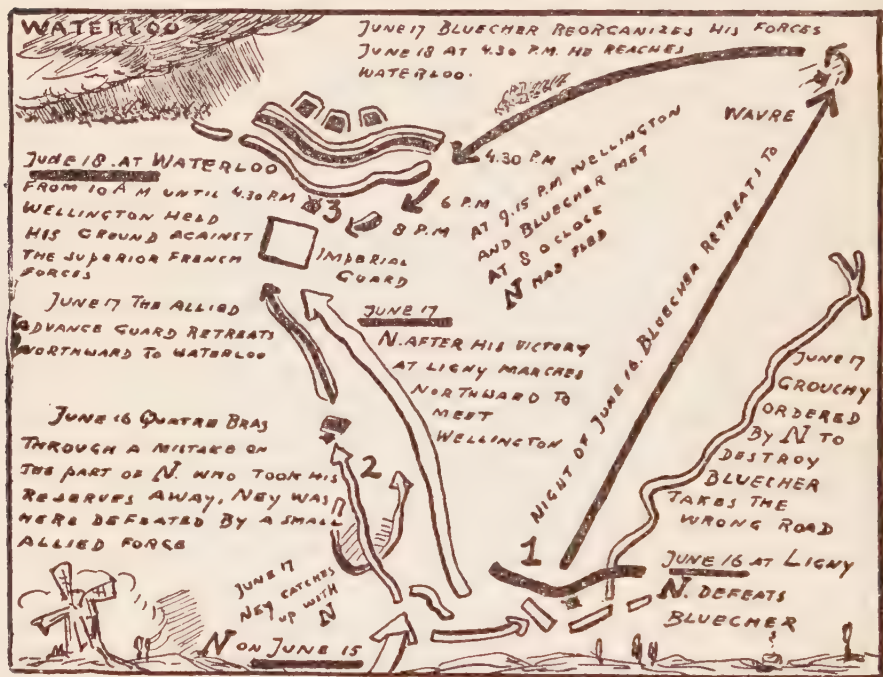 WATERLOO
JUNE 17 BLUECHER REORGANIZES HIS FORCES
JUNE 18 AT 4.30 P.M. HE REACHES
WATERLOO.
WAVRE
JUNE 18. AT WATERLOO
FROM 10 A M UNTIL 4.30 P.M
WELLINGTON HELD
HIS GROUND AGAINST
THE SUPERIOR FRENCH
FORCES
4.30 P.M
6 P.M
8 P.M
3
IMPERIAL
GUARD
AT 9.15 P.M WELLINGTON
AND BLUECHER MET
AT 8 O CLOCK
N HAD FLED
NIGHT OF JUNE 16. BLUECHER RETREATS TO
JUNE 17 THE ALLIED
ADVANCE GUARD RETREATS
NORTHWARD TO WATERLOO
JUNE 17
N. AFTER HIS VICTORY
AT LIGNY MARCHES
NORTHWARD TO
MEET
WELLINGTON
JUNE 17
GROUCHY
ORDERED
BY N TO
DESTROY
BLUECHER
TAKES THE
WRONG ROAD
JUNE 16 QUATRE BRAS
THROUGH A MISTAKE ON
THE PART OF N. WHO TOOK HIS
RESERVES AWAY, NEY WAS
HERE DEFEATED BY A SMALL
ALLIED FORCE
2
1
JUNE 17
NEY CATCHES
UP WITH
N
JUNE 16 AT LIGNY
N. DEFEATS
BLUECHER
N ON JUNE 15